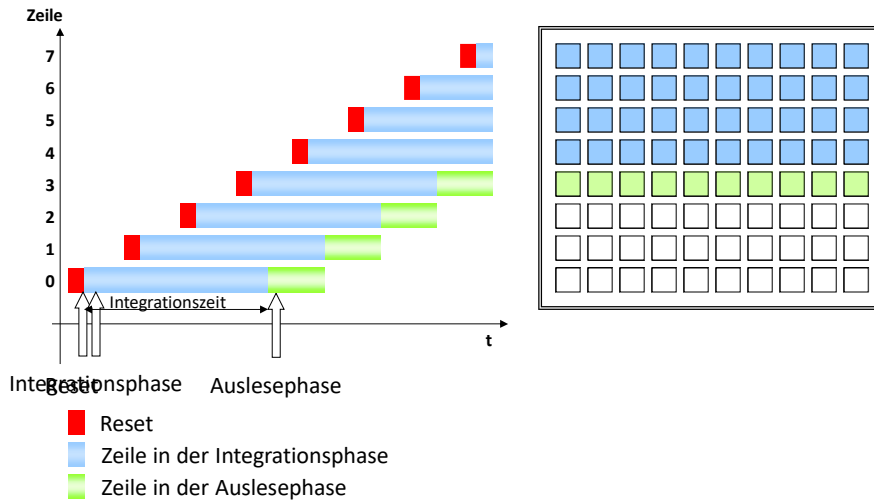 Zeile
7
6
5
4
3
2
1
0
Integrationszeit
t
Integrationsphase
Reset
Auslesephase
Reset
Zeile in der Integrationsphase
Zeile in der Auslesephase